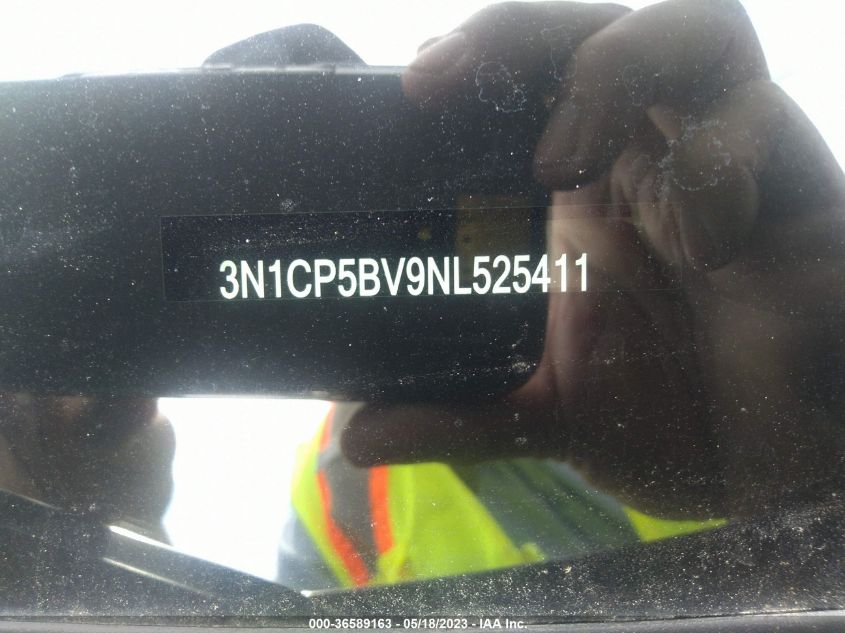 3N1CP5BV9NL525411
000-36589163 - 05/18/2023 - IAA Inc.